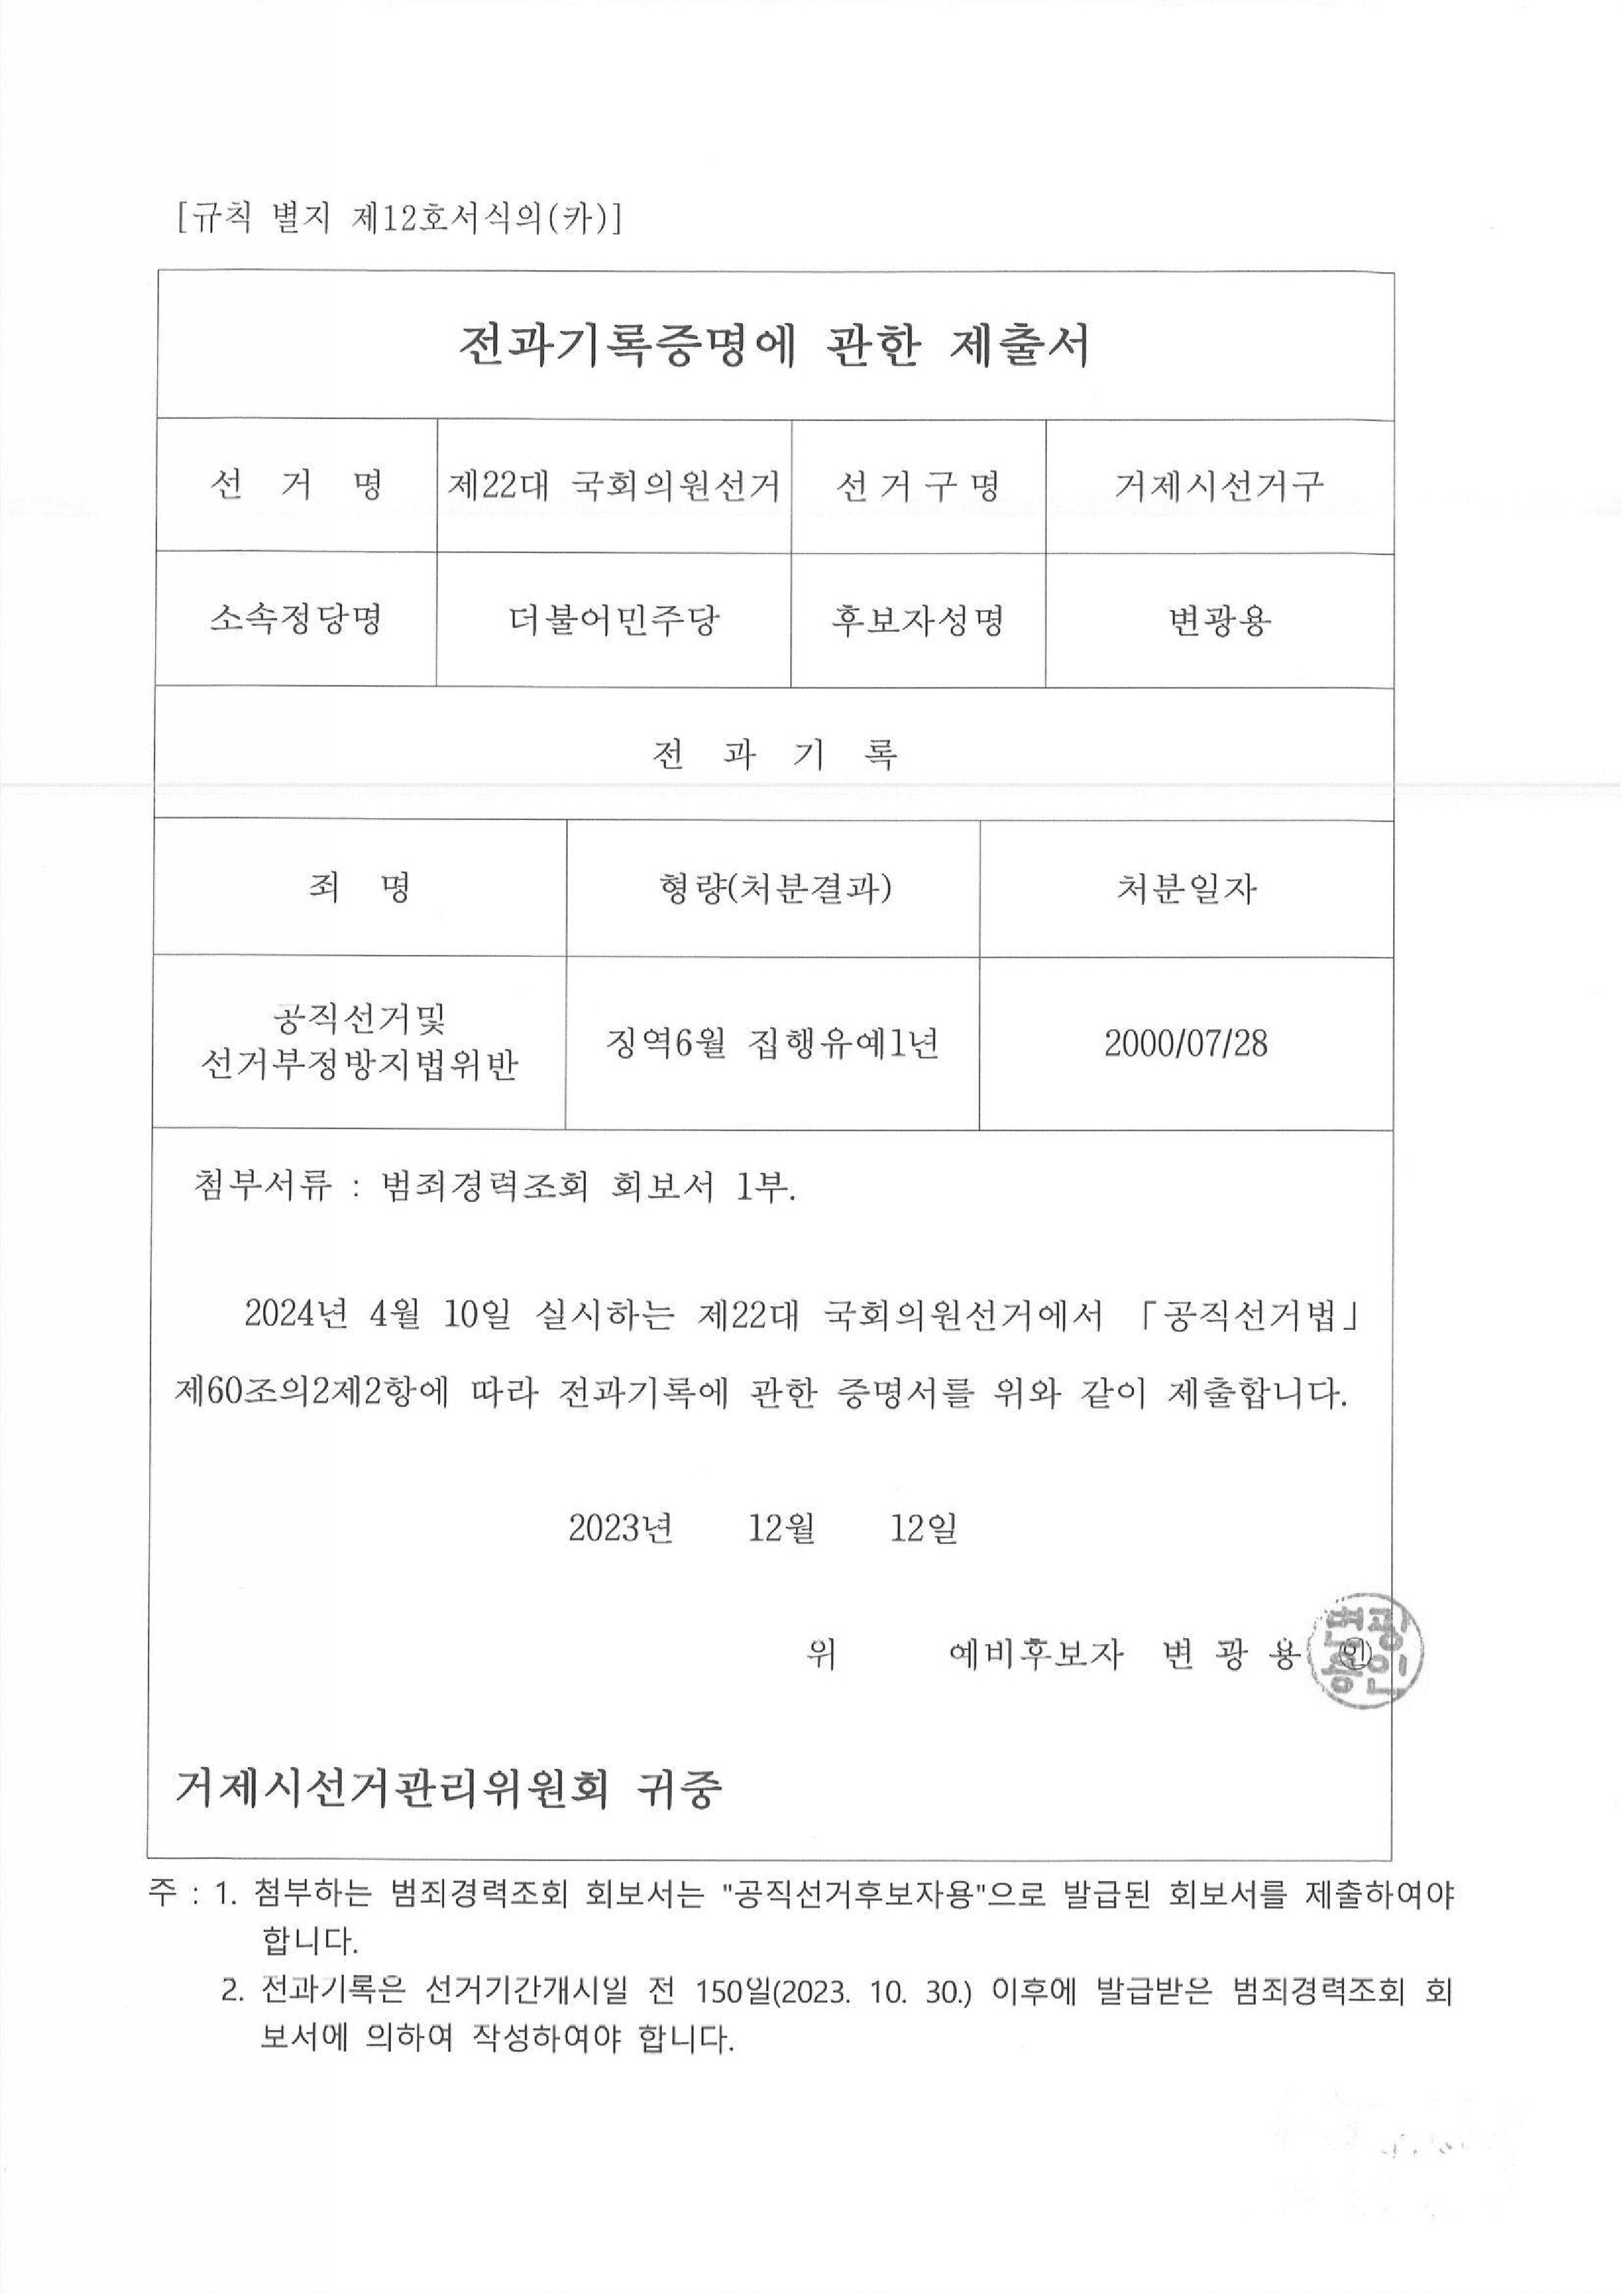 [규칙 별지 제12호서식의(카)]
전과기록증명에 관한 제출서
선 거 명 제22대 국회의원선거 선거구명 거제시선거구
소속정당명 더불어민주당 후보자성명 변광용
전 과 기 록
죄 명 형량(처분결과) 처분일자
공직선거및
선거부정방지법위반 징역6월 집행유예1년 2000/07/28
첨부서류 : 범죄경력조회 회보서 1부.
2024년 4월 10일 실시하는 제22대 국회의원선거에서 「공직선거법」
제60조의2제2항에 따라 전과기록에 관한 증명서를 위와 같이 제출합니다.
2023년 12월 12일
위 예비후보자 변 광 용 ㊞
변광
용인
거제시선거관리위원회 귀중
주 : 1. 첨부하는 범죄경력조회 회보서는 "공직선거후보자용"으로 발급된 회보서를 제출하여야
합니다.
2. 전과기록은 선거기간개시일 전 150일(2023. 10. 30.) 이후에 발급받은 범죄경력조회 회
보서에 의하여 작성하여야 합니다.